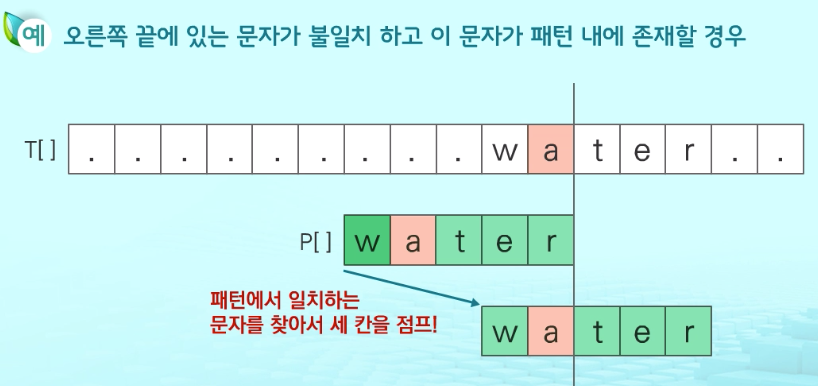 예 오른쪽 끝에 있는 문자가 불일치 하고 이 문자가 패턴 내에 존재할 경우
T[ ] . . . . . . . . . w a t e r . .
P[ ] w a t e r
패턴에서 일치하는
문자를 찾아서 세 칸을 점프!
w a t e r